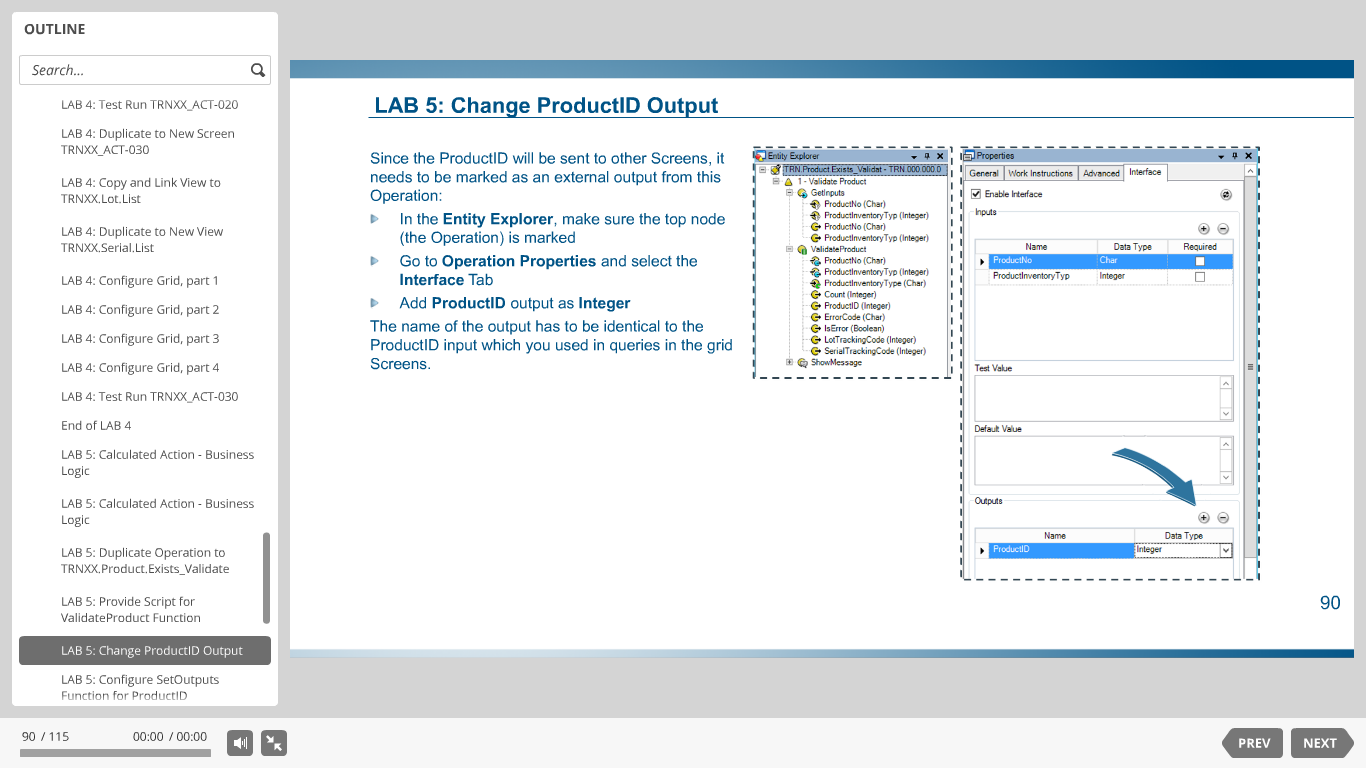 OUTLINE
Search...
LAB 4: Test Run TRNXX_ACT-020
LAB 4: Duplicate to New Screen
TRNXX_ACT-030
LAB 4: Copy and Link View to
TRNXX.Lot.List
LAB 4: Duplicate to New View
TRNXX.Serial.List
LAB 4: Configure Grid, part 1
LAB 4: Configure Grid, part 2
LAB 4: Configure Grid, part 3
LAB 4: Configure Grid, part 4
LAB 4: Test Run TRNXX_ACT-030
End of LAB 4
LAB 5: Calculated Action - Business
Logic
LAB 5: Calculated Action - Business
Logic
LAB 5: Duplicate Operation to
TRNXX.Product.Exists_Validate
LAB 5: Provide Script for
ValidateProduct Function
LAB 5: Change ProductID Output
LAB 5: Configure SetOutputs
Function for ProductID
LAB 5: Change ProductID Output
Since the ProductID will be sent to other Screens, it
needs to be marked as an external output from this
Operation:
In the Entity Explorer, make sure the top node
(the Operation) is marked
Go to Operation Properties and select the
Interface Tab
Add ProductID output as Integer
The name of the output has to be identical to the
ProductID input which you used in queries in the grid
Screens.
Entity Explorer
TRN.Product Exists_Validat - TRN.000.000.0
1 - Validate Product
GetInputs
ProductNo (Char)
ProductInventoryTyp (Integer)
ProductNo (Char)
ProductInventoryTyp (Integer)
ValidateProduct
ProductNo (Char)
ProductInventoryTyp (Integer)
ProductInventoryType (Char)
Count (Integer)
ProductID (Integer)
ErrorCode (Char)
IsError (Boolean)
LotTrackingCode (Integer)
SerialTrackingCode (Integer)
ShowMessage
Properties
General Work Instructions Advanced Interface
Enable Interface
Inputs
Name Data Type Required
ProductNo Char
ProductInventoryTyp Integer
Test Value
Default Value
Outputs
Name Data Type
ProductID Integer
90
90 / 115 00:00 / 00:00
PREV NEXT